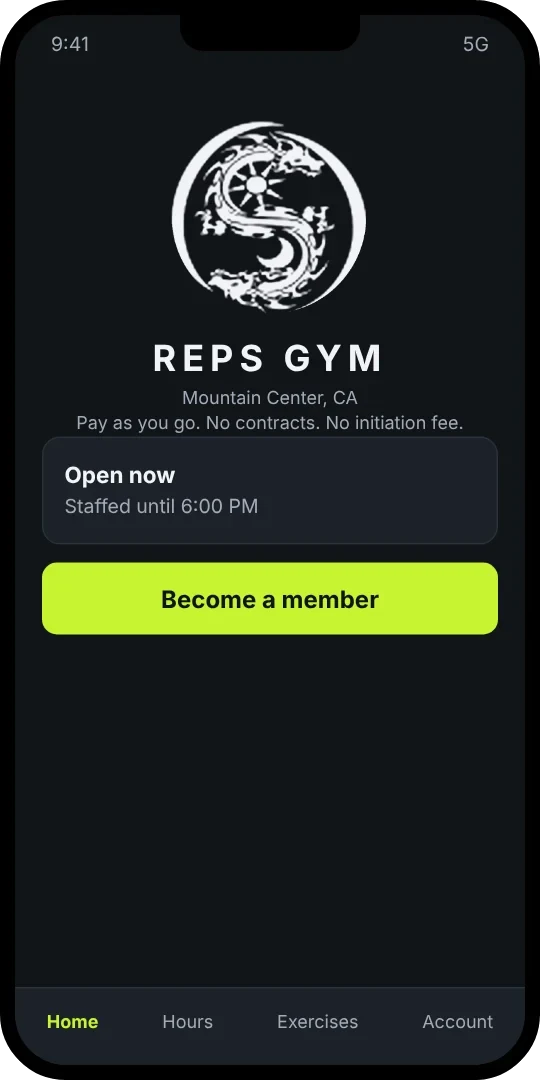 9:41
5G
REPS GYM
Mountain Center, CA
Pay as you go. No contracts. No initiation fee.
Open now
Staffed until 6:00 PM
Become a member
Home
Hours
Exercises
Account